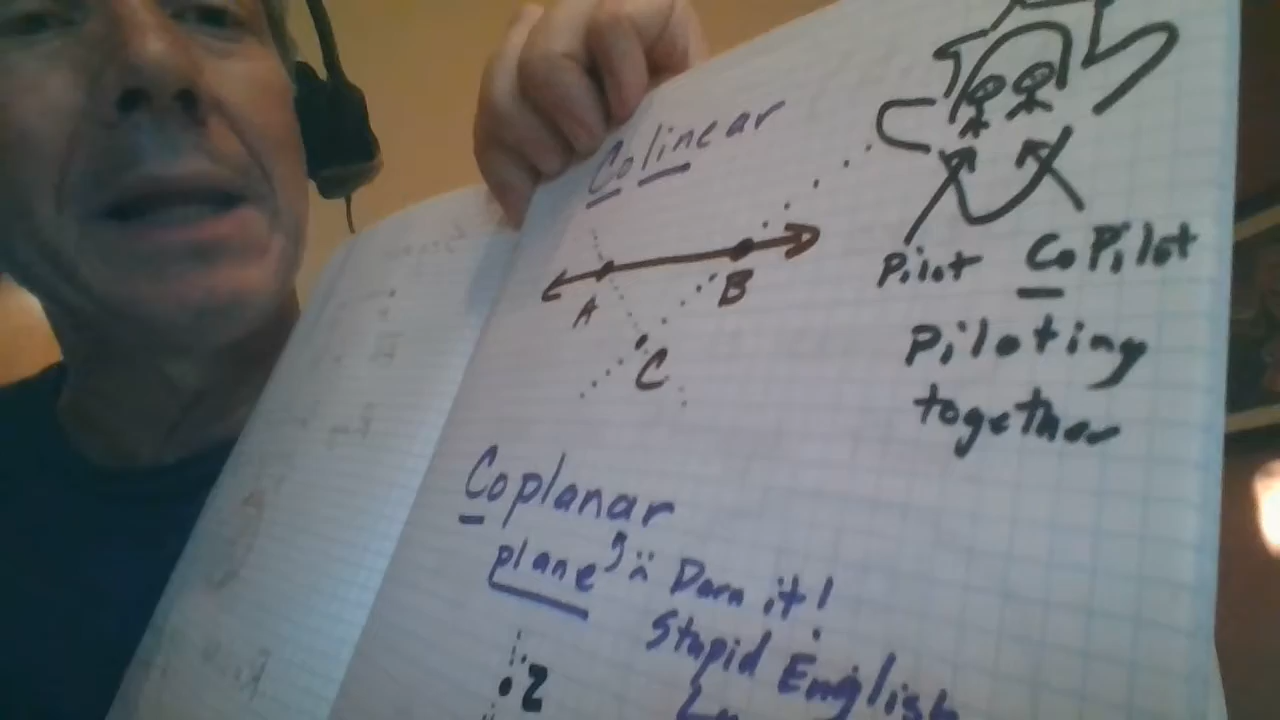 Colinear
A
B
C
Pilot CoPilot
Piloting
together
Coplanar
plane
Darn it!
Stupid English
Z